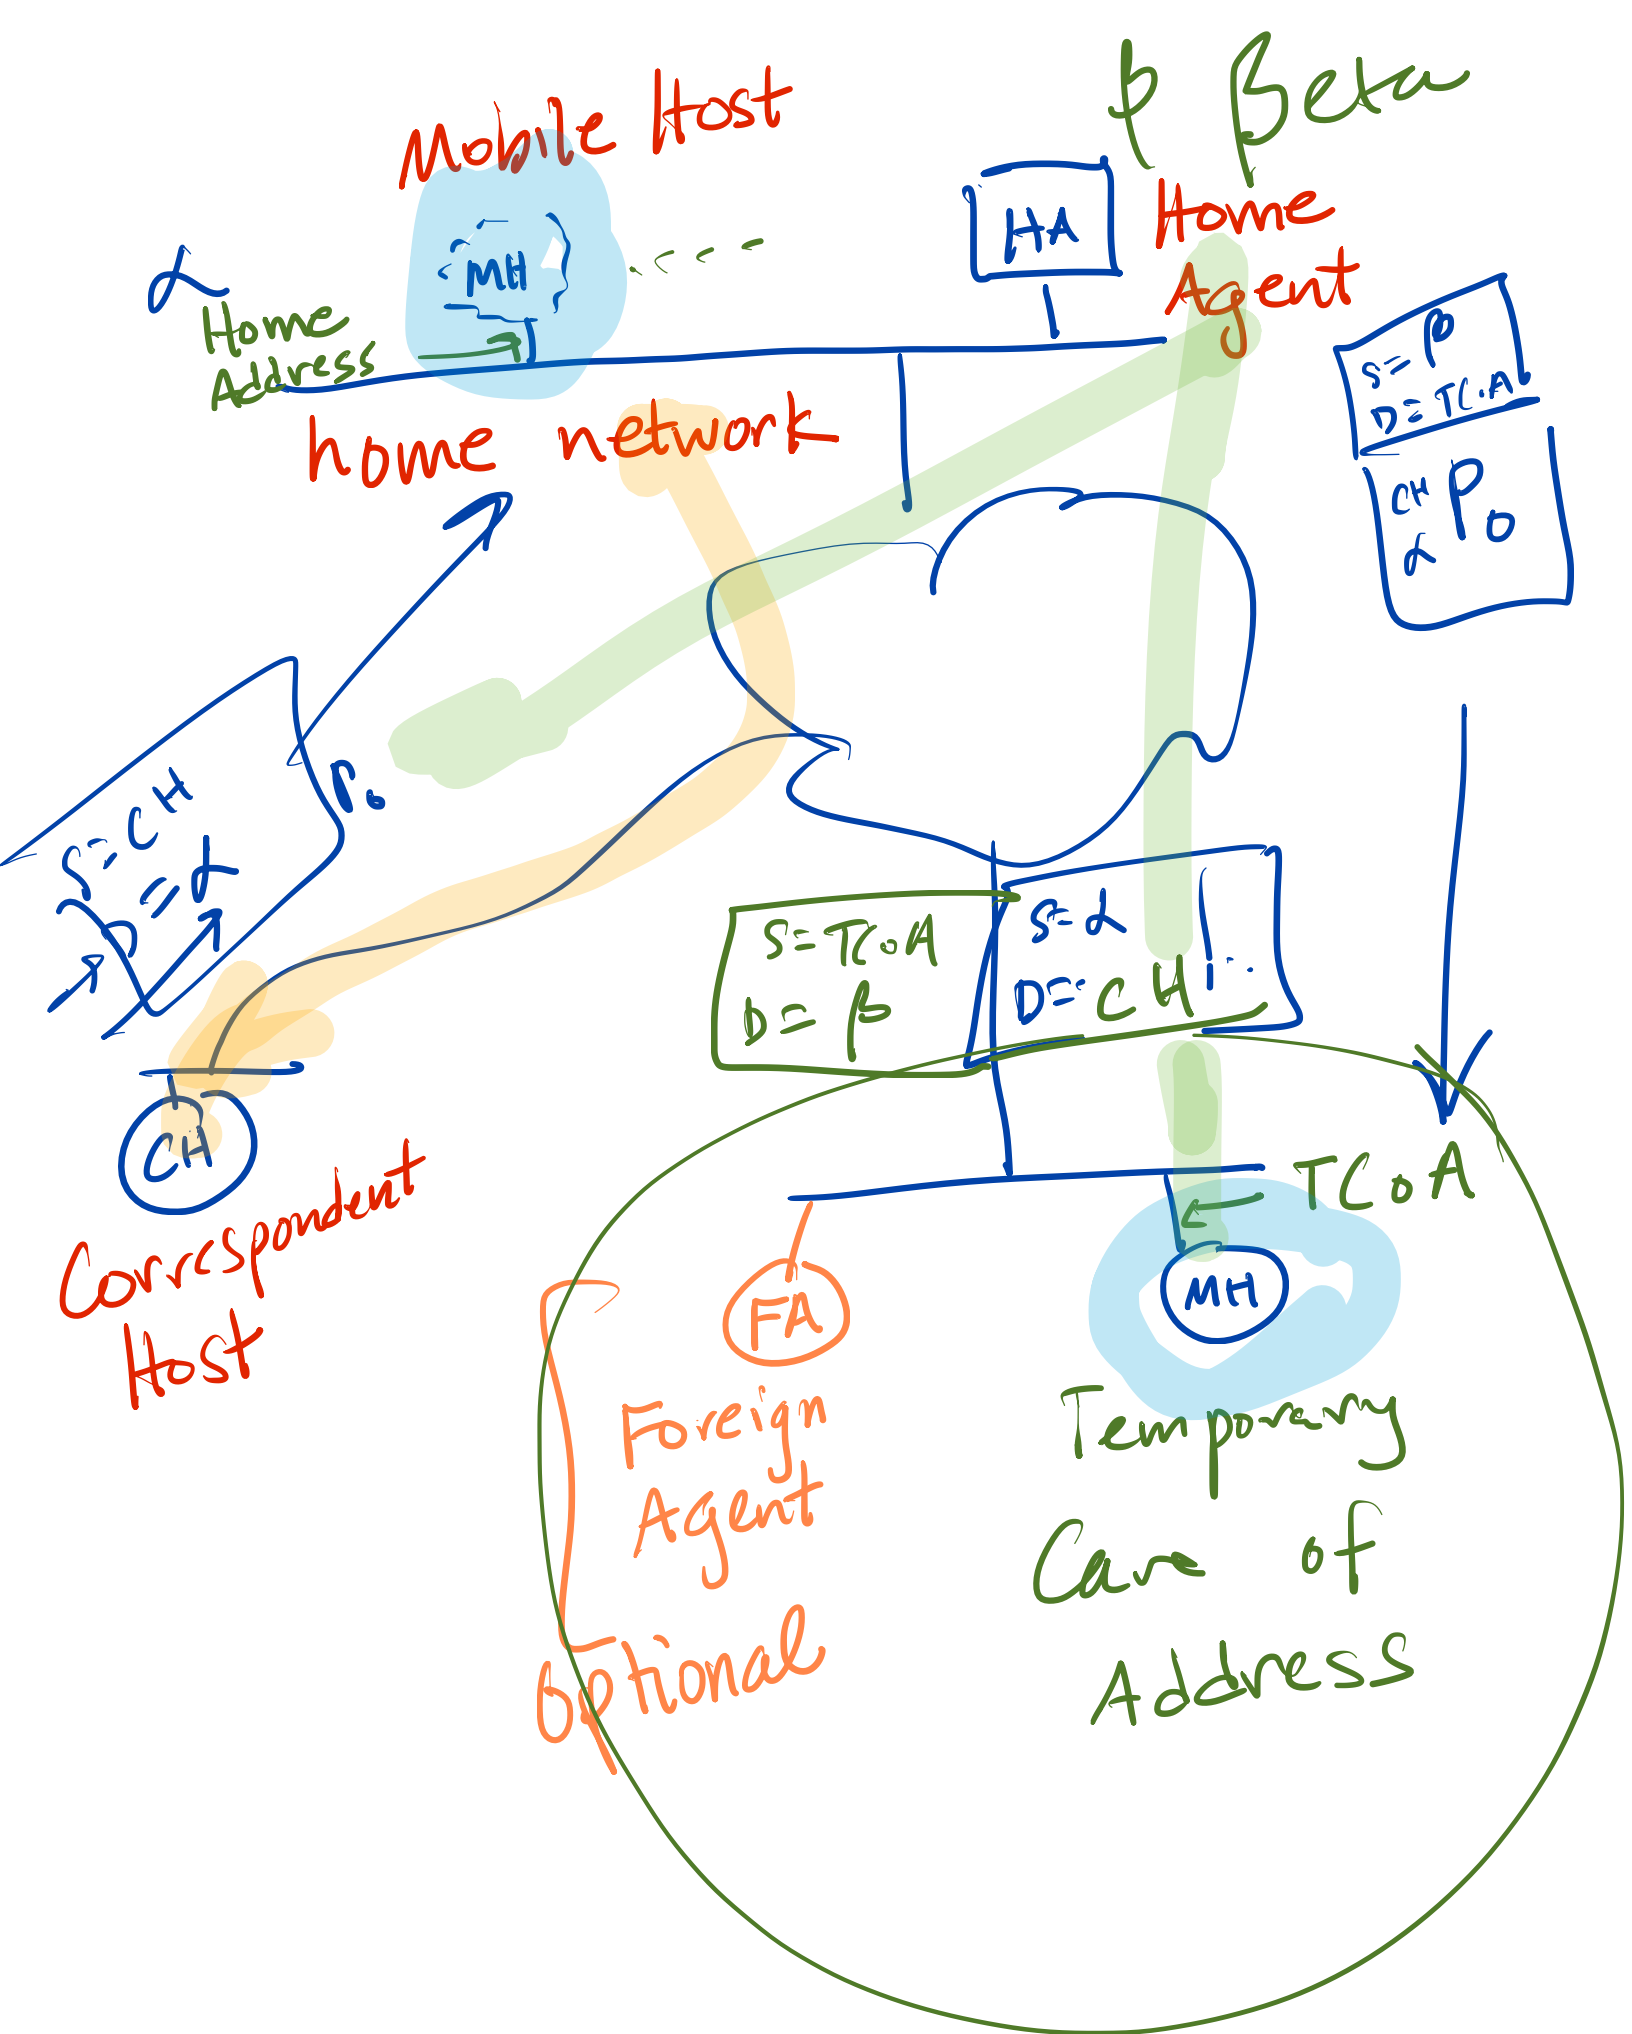 β β Beta
Mobile Host
HA
Home
Agent
MH
α
Home
Address
home network
S=β
D=TCoA
CH
α
P0
S=CH
D=α
P0
S=TCoA
D=β
S=α
D=CH
CH
Correspondent
Host
TCoA
MH
FA
Foreign
Agent
Optional
Temporary
Care of
Address